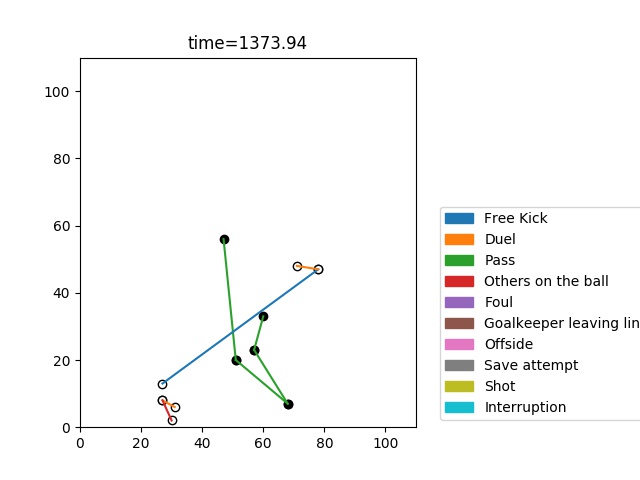 time=1373.94
100
80
60
40
20
0
0 20 40 60 80 100
Free Kick
Duel
Pass
Others on the ball
Foul
Goalkeeper leaving lin
Offside
Save attempt
Shot
Interruption